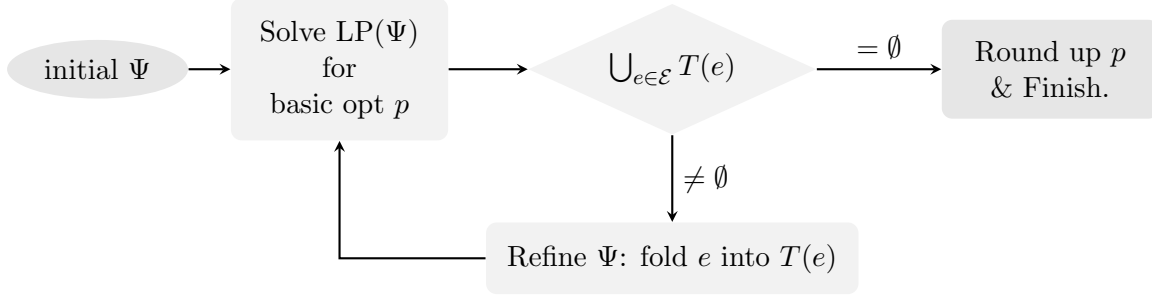 initial Ψ
Solve LP(Ψ)
for
basic opt p
⋃_{e∈ℰ} T(e)
= ∅
Round up p
& Finish.
≠ ∅
Refine Ψ: fold e into T(e)